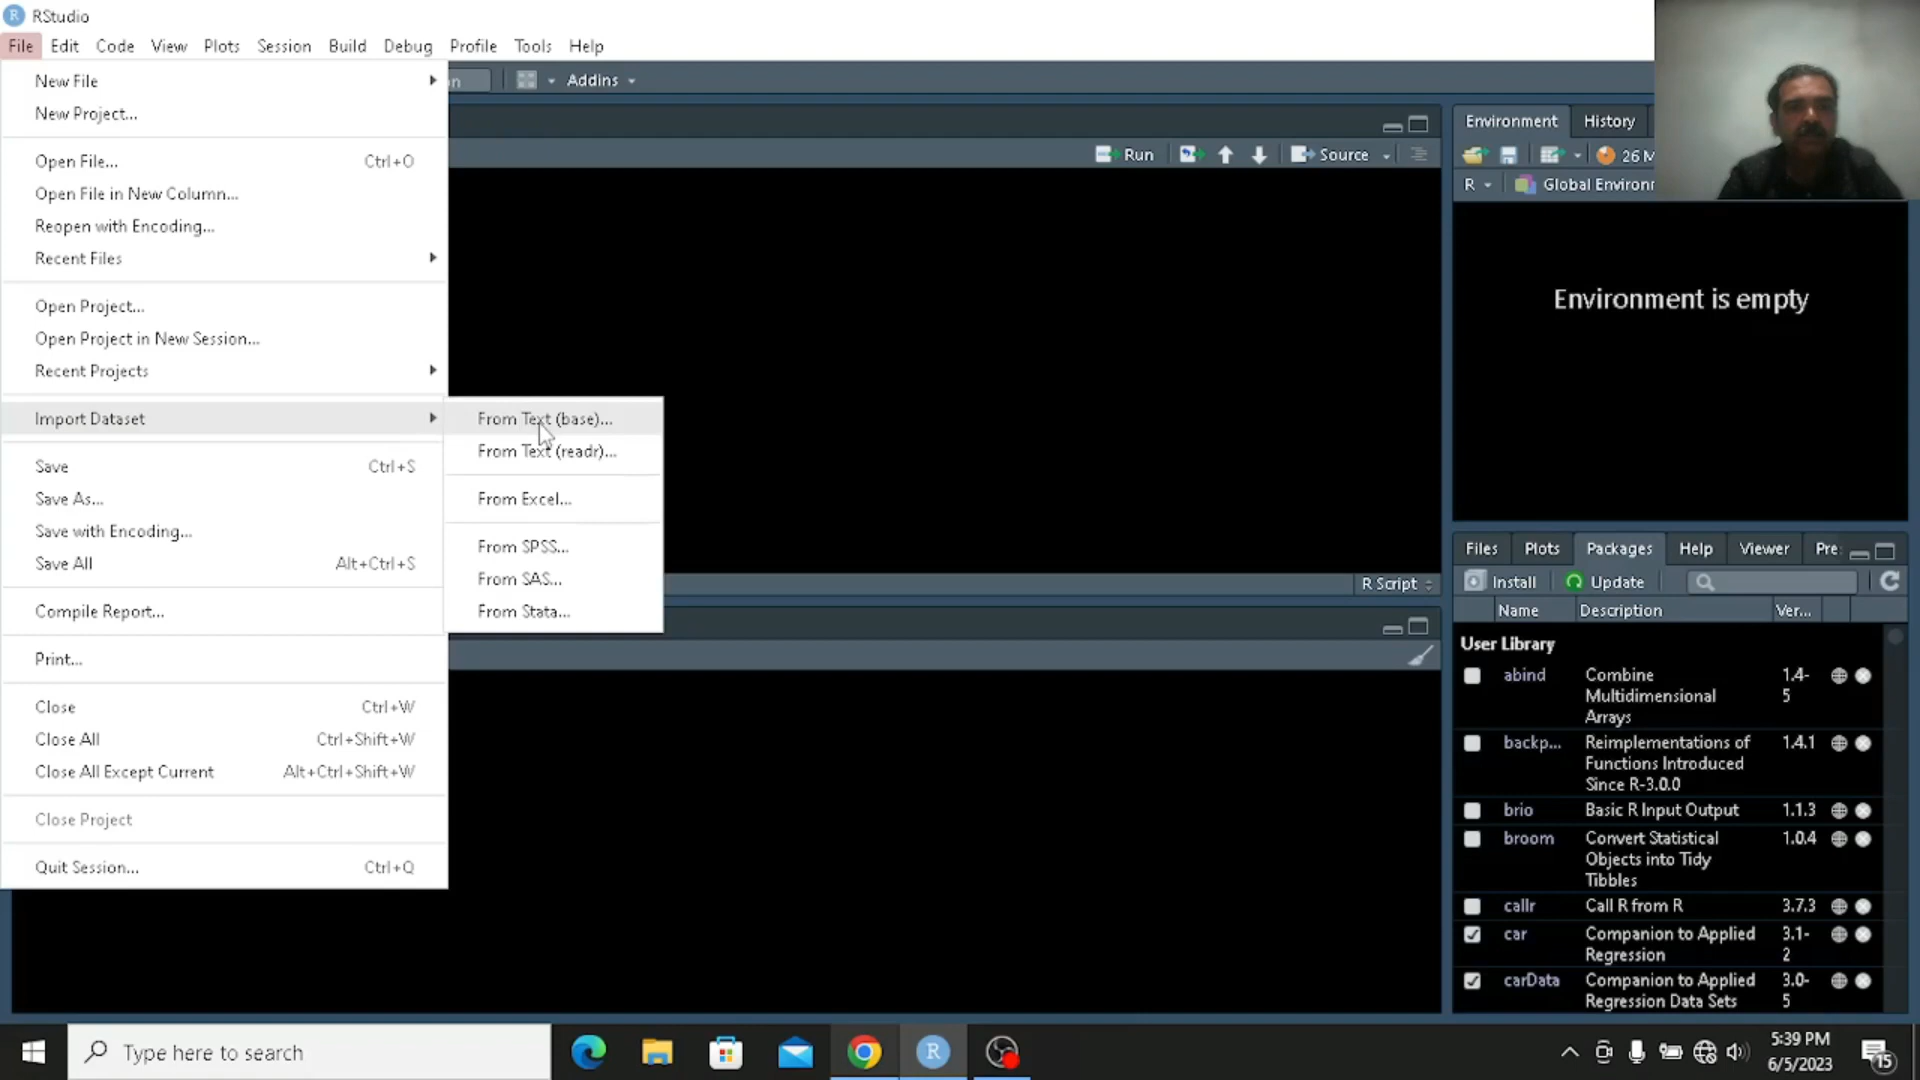 RStudio
File Edit Code View Plots Session Build Debug Profile Tools Help
New File
New Project...
Open File... Ctrl+O
Open File in New Column...
Reopen with Encoding...
Recent Files
Open Project...
Open Project in New Session...
Recent Projects
Import Dataset
Save Ctrl+S
Save As...
Save with Encoding...
Save All Alt+Ctrl+S
Compile Report...
Print...
Close Ctrl+W
Close All Ctrl+Shift+W
Close All Except Current Alt+Ctrl+Shift+W
Close Project
Quit Session... Ctrl+Q
From Text (base)...
From Text (readr)...
From Excel...
From SPSS...
From SAS...
From Stata...
n Addins
Run Source
R Script
Environment History
26 M
R Global Environ
Environment is empty
Files Plots Packages Help Viewer Pre
Install Update
Name Description Ver...
User Library
abind Combine 1.4-
Multidimensional 5
Arrays
backp... Reimplementations of 1.4.1
Functions Introduced
Since R-3.0.0
brio Basic R Input Output 1.1.3
broom Convert Statistical 1.0.4
Objects into Tidy
Tibbles
callr Call R from R 3.7.3
car Companion to Applied 3.1-
Regression 2
carData Companion to Applied 3.0-
Regression Data Sets 5
Type here to search
R
5:39 PM
6/5/2023
15